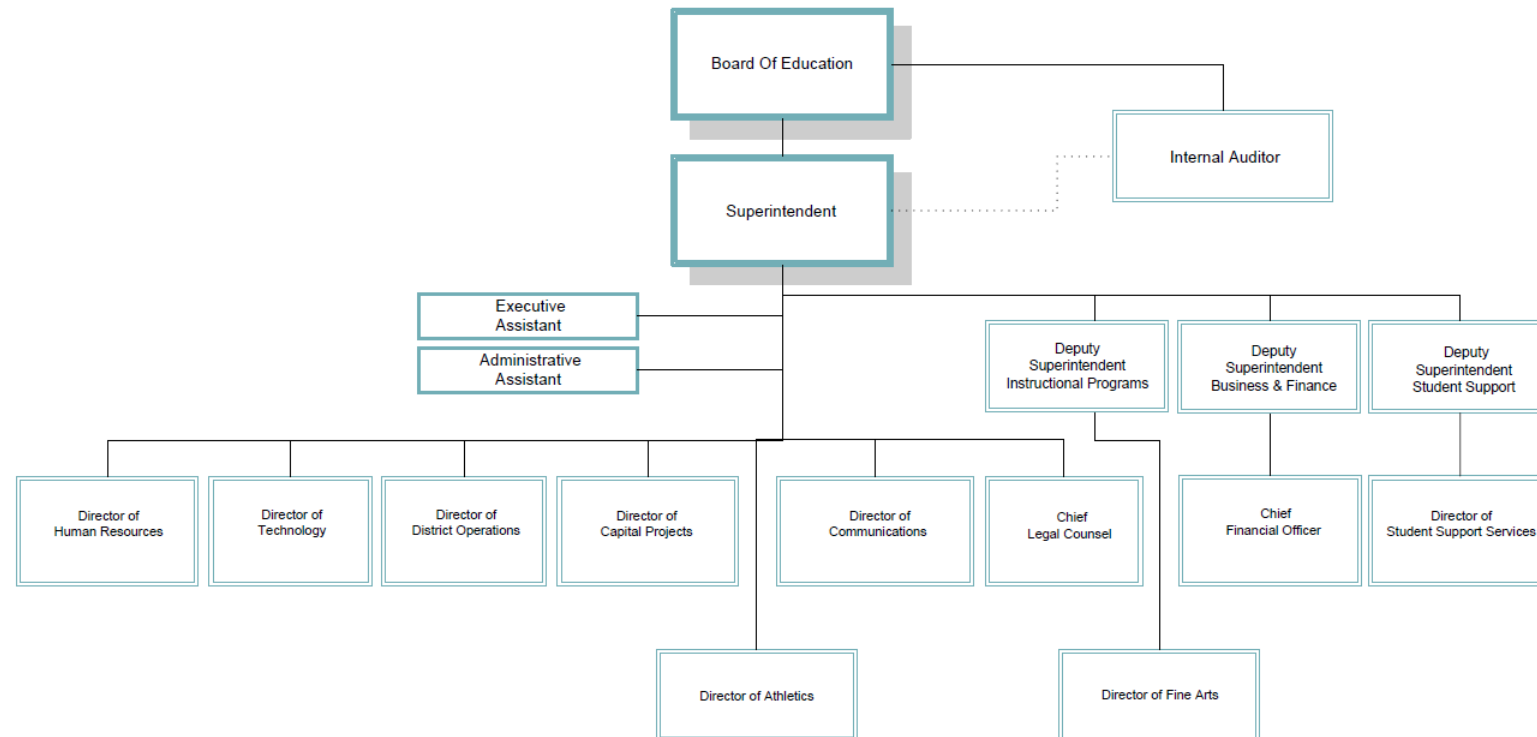 Board Of Education
Internal Auditor
Superintendent
Executive
Assistant
Administrative
Assistant
Deputy
Superintendent
Instructional Programs
Deputy
Superintendent
Business & Finance
Deputy
Superintendent
Student Support
Director of
Human Resources
Director of
Technology
Director of
District Operations
Director of
Capital Projects
Director of
Communications
Chief
Legal Counsel
Chief
Financial Officer
Director of
Student Support Services
Director of Athletics
Director of Fine Arts